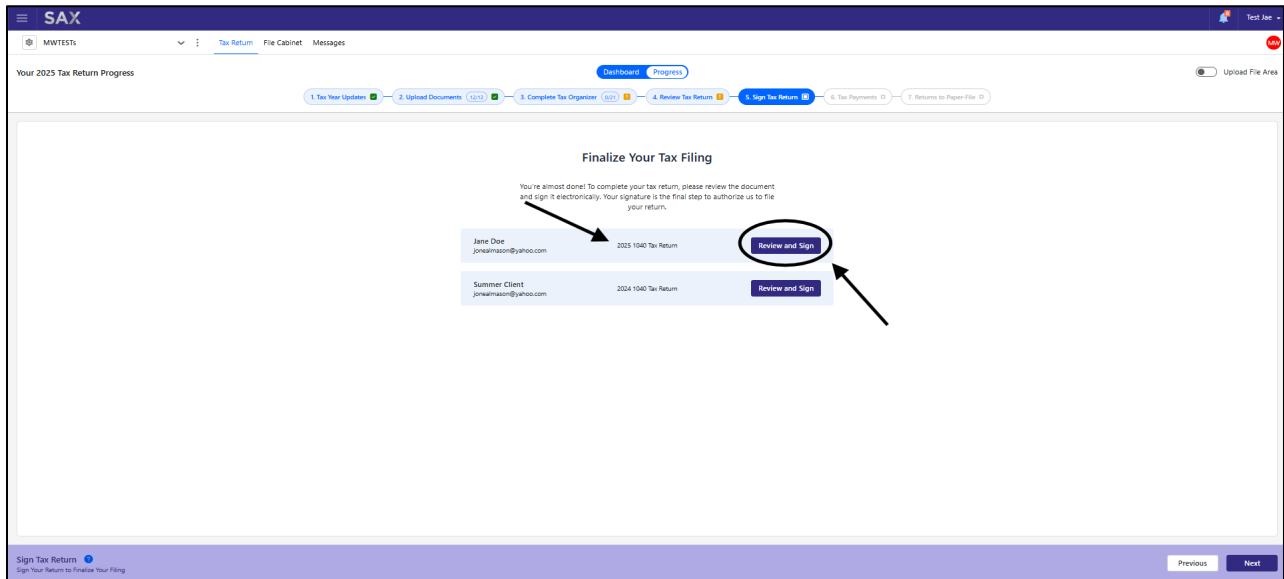 SAX
Test Jae
MWTESTs
Tax Return File Cabinet Messages
MW
Your 2025 Tax Return Progress
Dashboard Progress
Upload File Area
1. Tax Year Updates
2. Upload Documents 12/12
3. Complete Tax Organizer 0/21
4. Review Tax Return
5. Sign Tax Return
6. Tax Payments
7. Returns to Paper-File
Finalize Your Tax Filing
You're almost done! To complete your tax return, please review the document
and sign it electronically. Your signature is the final step to authorize us to file
your return.
Jane Doe
jonealmason@yahoo.com
2025 1040 Tax Return
Review and Sign
Summer Client
jonealmason@yahoo.com
2024 1040 Tax Return
Review and Sign
Sign Tax Return
Sign Your Return to Finalize Your Filing
Previous
Next